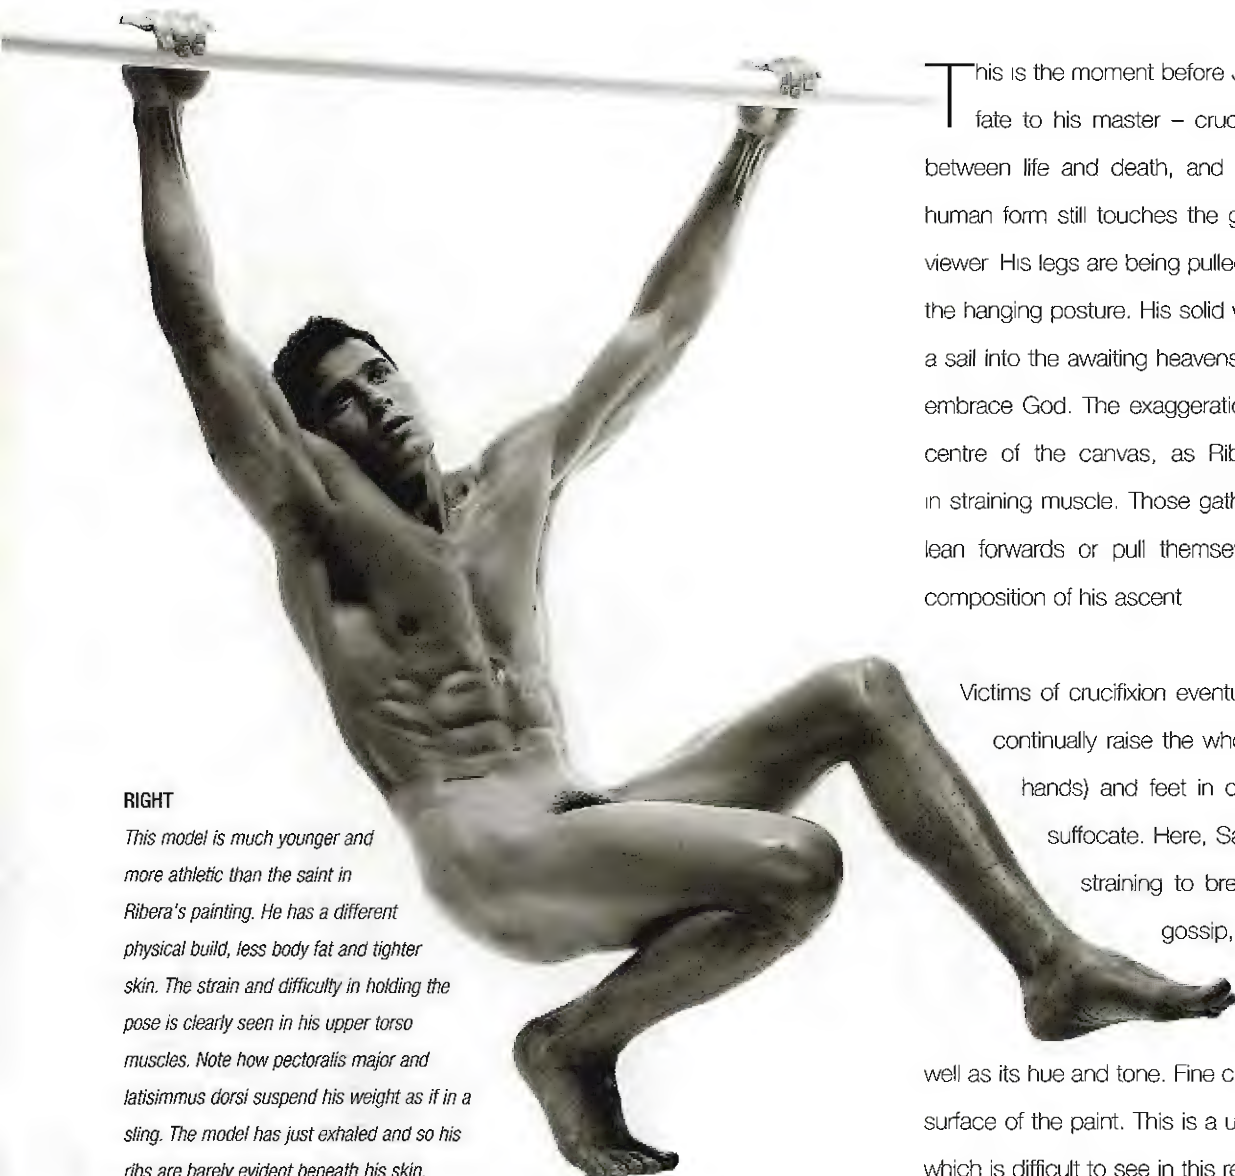 This is the moment before
fate to his master – cruc
between life and death, and
human form still touches the g
viewer His legs are being pulle
the hanging posture. His solid
a sail into the awaiting heavens
embrace God. The exaggerati
centre of the canvas, as Rib
in straining muscle. Those gath
lean forwards or pull themse
composition of his ascent
Victims of crucifixion eventu
continually raise the who
hands) and feet in o
suffocate. Here, Sa
straining to bre
gossip,
well as its hue and tone. Fine c
surface of the paint. This is a u
which is difficult to see in this re
RIGHT
This model is much younger and
more athletic than the saint in
Ribera's painting. He has a different
physical build, less body fat and tighter
skin. The strain and difficulty in holding the
pose is clearly seen in his upper torso
muscles. Note how pectoralis major and
latisimmus dorsi suspend his weight as if in a
sling. The model has just exhaled and so his
ribs are barely evident beneath his skin.